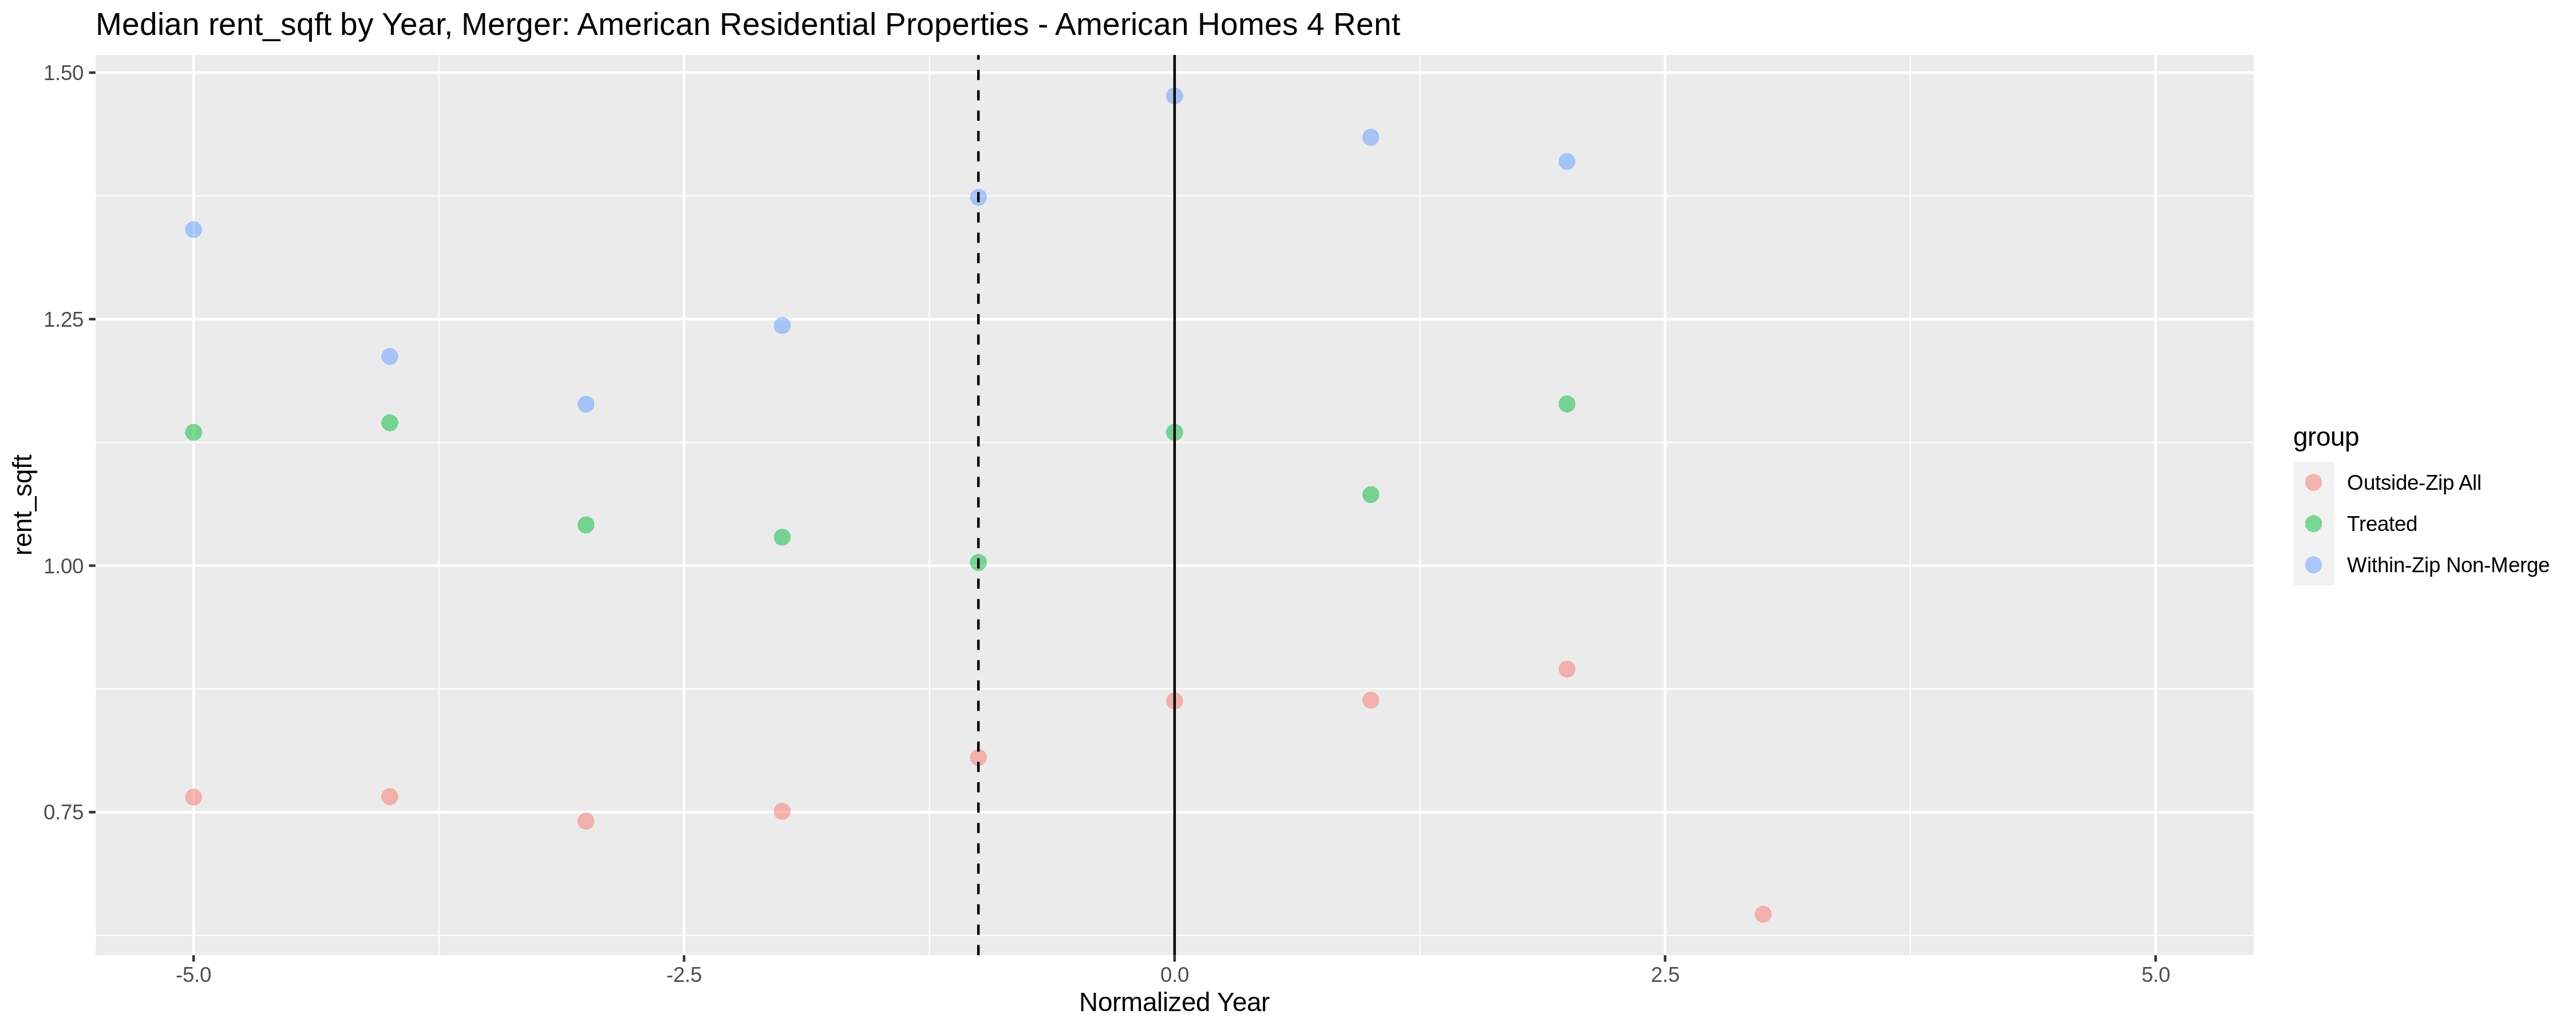 Median rent_sqft by Year, Merger: American Residential Properties - American Homes 4 Rent
1.50
1.25
1.00
0.75
rent_sqft
-5.0
-2.5
0.0
2.5
5.0
Normalized Year
group
Outside-Zip All
Treated
Within-Zip Non-Merge